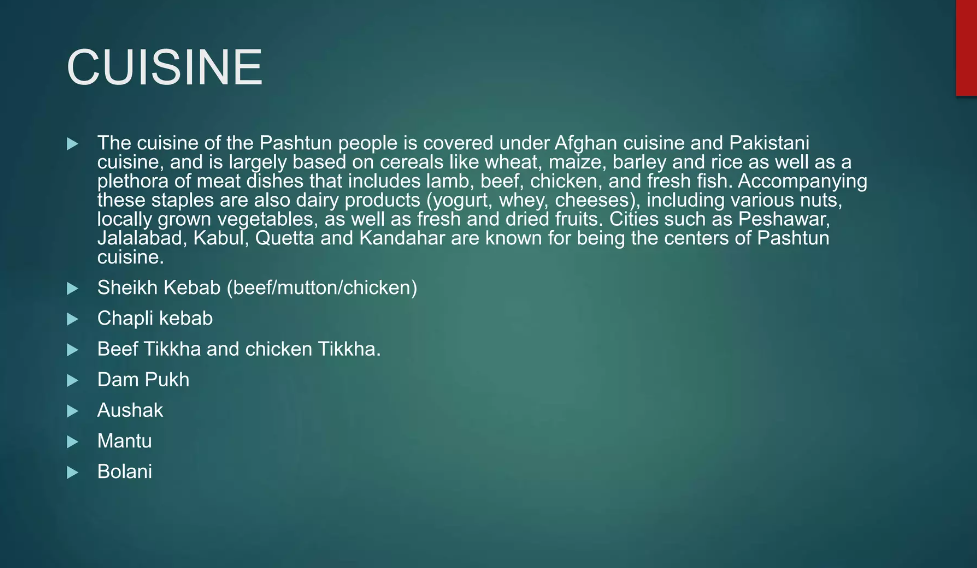 CUISINE
The cuisine of the Pashtun people is covered under Afghan cuisine and Pakistani
cuisine, and is largely based on cereals like wheat, maize, barley and rice as well as a
plethora of meat dishes that includes lamb, beef, chicken, and fresh fish. Accompanying
these staples are also dairy products (yogurt, whey, cheeses), including various nuts,
locally grown vegetables, as well as fresh and dried fruits. Cities such as Peshawar,
Jalalabad, Kabul, Quetta and Kandahar are known for being the centers of Pashtun
cuisine.
Sheikh Kebab (beef/mutton/chicken)
Chapli kebab
Beef Tikkha and chicken Tikkha.
Dam Pukh
Aushak
Mantu
Bolani